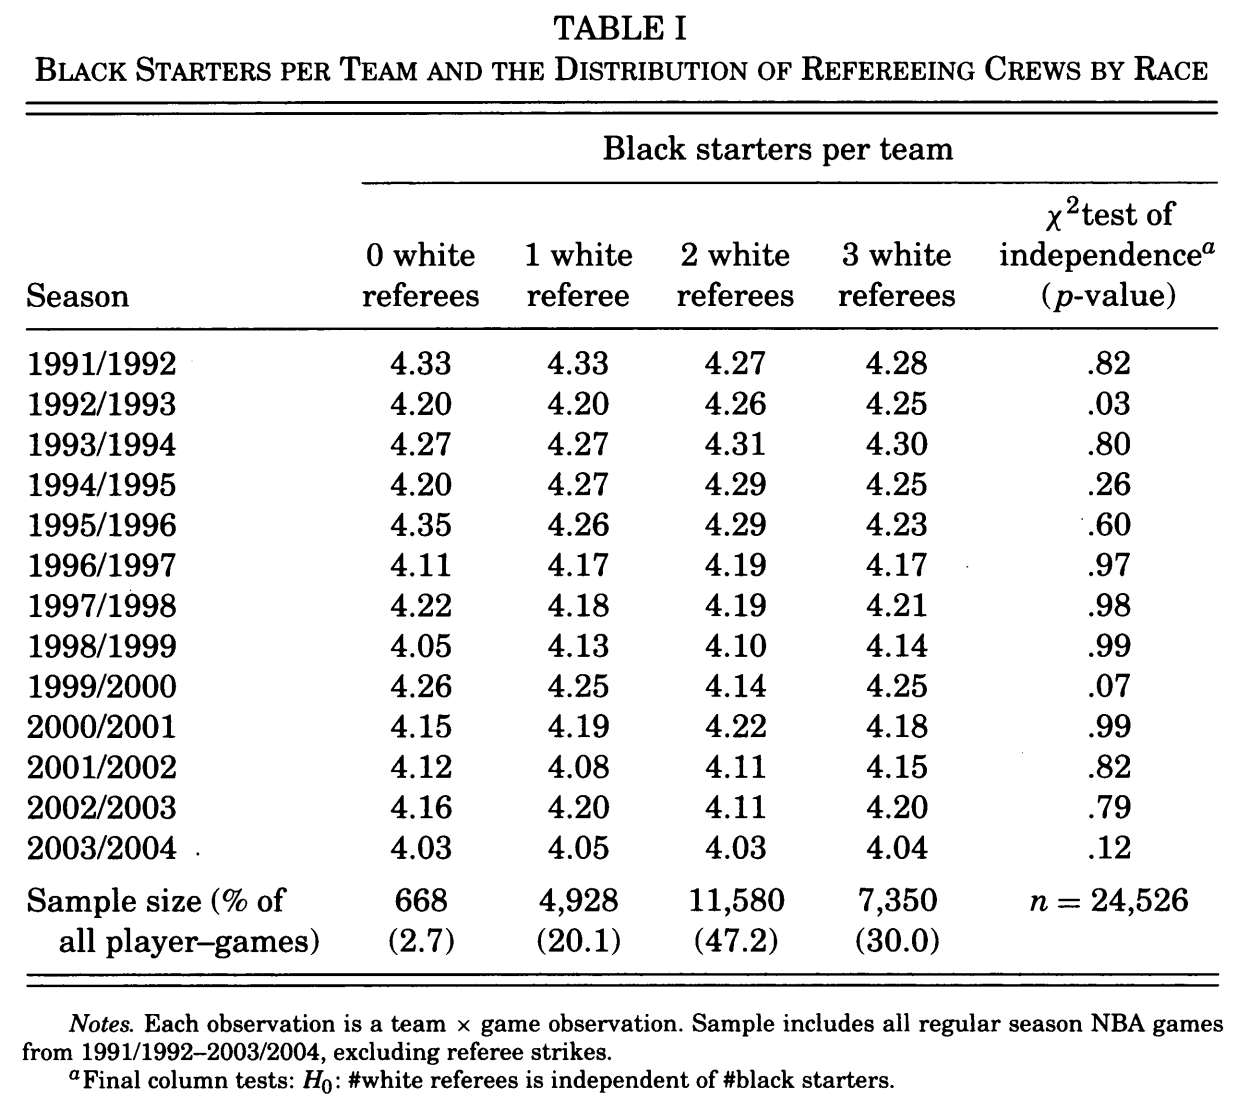 TABLE I
BLACK STARTERS PER TEAM AND THE DISTRIBUTION OF REFEREEING CREWS BY RACE
Black starters per team
χ²test of
0 white 1 white 2 white 3 white independenceᵃ
Season referees referee referees referees (p-value)
1991/1992 4.33 4.33 4.27 4.28 .82
1992/1993 4.20 4.20 4.26 4.25 .03
1993/1994 4.27 4.27 4.31 4.30 .80
1994/1995 4.20 4.27 4.29 4.25 .26
1995/1996 4.35 4.26 4.29 4.23 .60
1996/1997 4.11 4.17 4.19 4.17 .97
1997/1998 4.22 4.18 4.19 4.21 .98
1998/1999 4.05 4.13 4.10 4.14 .99
1999/2000 4.26 4.25 4.14 4.25 .07
2000/2001 4.15 4.19 4.22 4.18 .99
2001/2002 4.12 4.08 4.11 4.15 .82
2002/2003 4.16 4.20 4.11 4.20 .79
2003/2004 4.03 4.05 4.03 4.04 .12
Sample size (% of 668 4,928 11,580 7,350 n = 24,526
all player–games) (2.7) (20.1) (47.2) (30.0)
Notes. Each observation is a team × game observation. Sample includes all regular season NBA games
from 1991/1992–2003/2004, excluding referee strikes.
ᵃFinal column tests: H₀: #white referees is independent of #black starters.